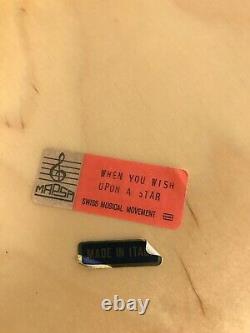 MAPSA
WHEN YOU WISH
UPON A STAR
SWISS MUSICAL MOVEMENT
MADE IN ITA